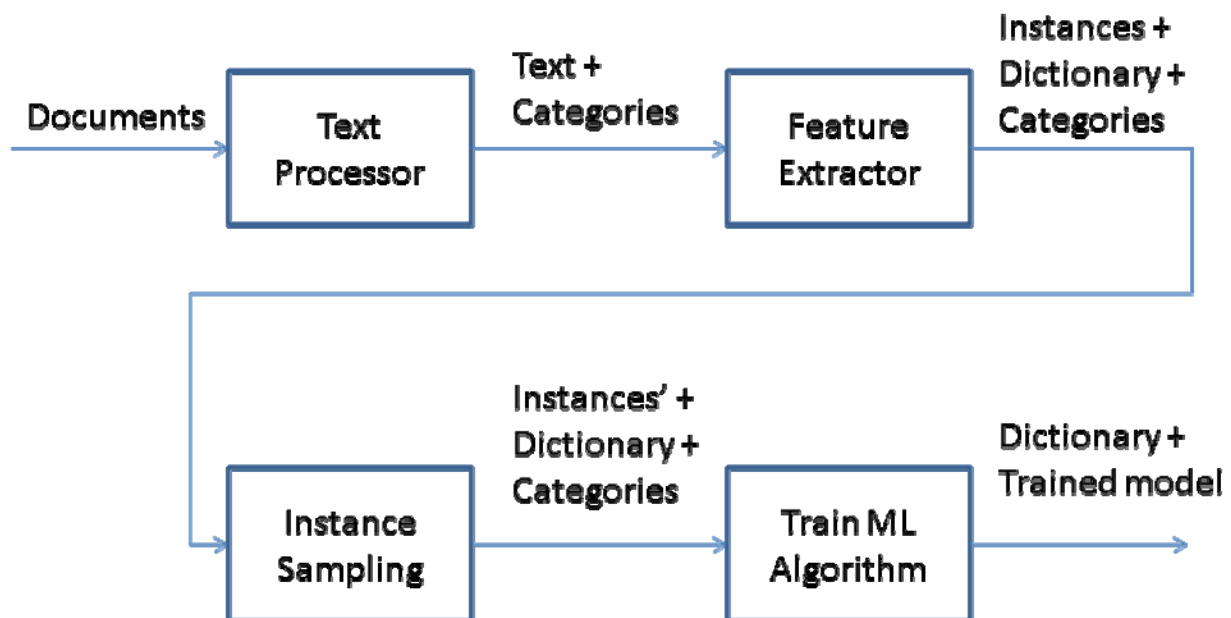 Documents
Text
Processor
Text +
Categories
Feature
Extractor
Instances +
Dictionary +
Categories
Instance
Sampling
Instances' +
Dictionary +
Categories
Train ML
Algorithm
Dictionary +
Trained model